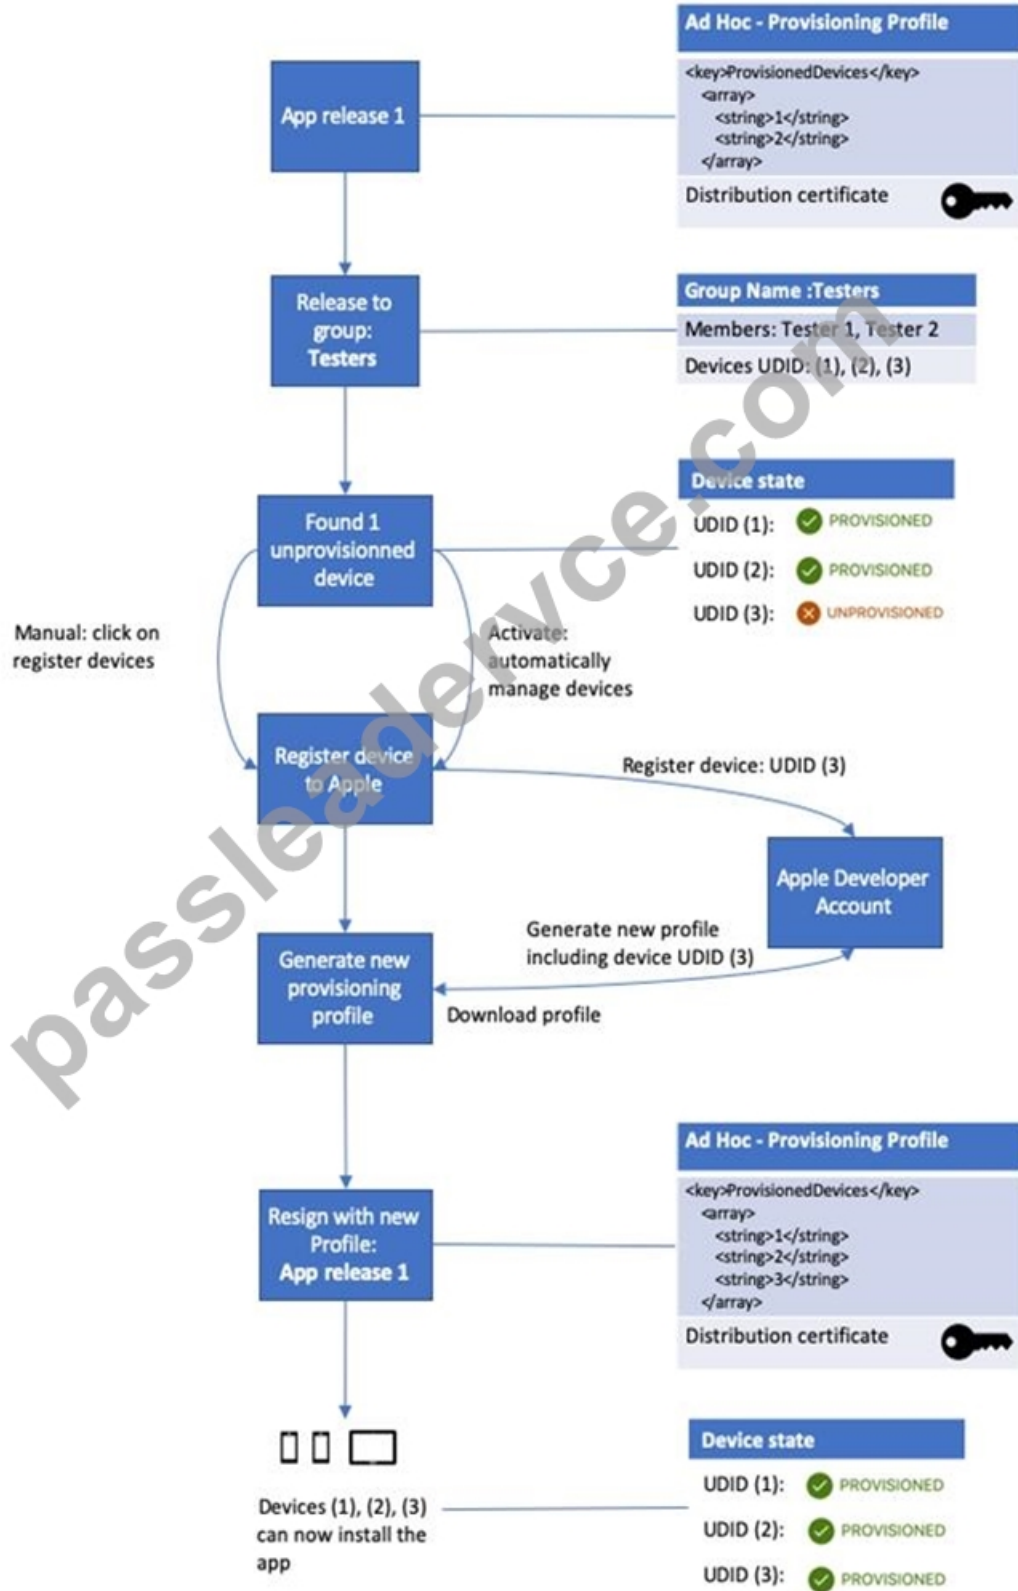 Ad Hoc - Provisioning Profile
<key>ProvisionedDevices</key>
<array>
<string>1</string>
<string>2</string>
</array>
Distribution certificate
App release 1
Release to
group:
Testers
Group Name :Testers
Members: Tester 1, Tester 2
Devices UDID: (1), (2), (3)
Found 1
unprovisionned
device
Device state
UDID (1): PROVISIONED
UDID (2): PROVISIONED
UDID (3): UNPROVISIONED
Manual: click on
register devices
Activate:
automatically
manage devices
Register device
to Apple
Register device: UDID (3)
Apple Developer
Account
Generate new profile
including device UDID (3)
Download profile
Generate new
provisioning
profile
Resign with new
Profile:
App release 1
Ad Hoc - Provisioning Profile
<key>ProvisionedDevices</key>
<array>
<string>1</string>
<string>2</string>
<string>3</string>
</array>
Distribution certificate
Devices (1), (2), (3)
can now install the
app
Device state
UDID (1): PROVISIONED
UDID (2): PROVISIONED
UDID (3): PROVISIONED
passleadervce.com